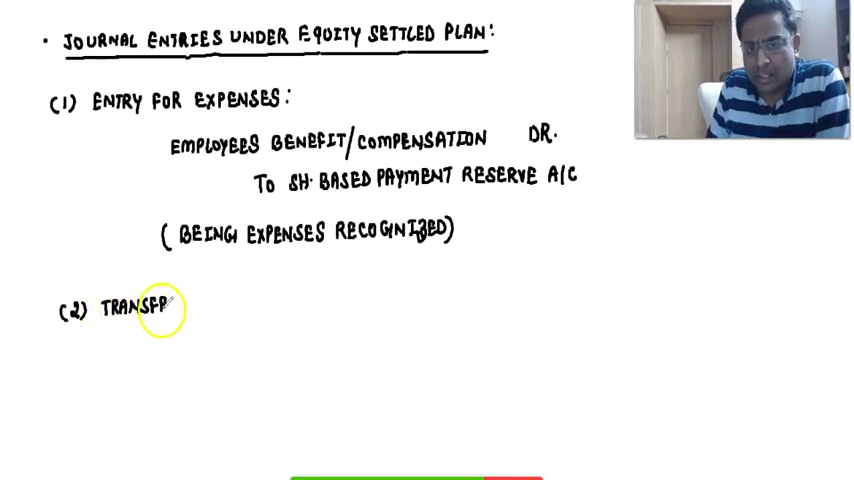 · JOURNAL ENTRIES UNDER EQUITY SETTLED PLAN:
(1) ENTRY FOR EXPENSES:
EMPLOYEES BENEFIT/COMPENSATION DR.
TO SH. BASED PAYMENT RESERVE A/C
(BEING EXPENSES RECOGNIZED)
(2) TRANSFR